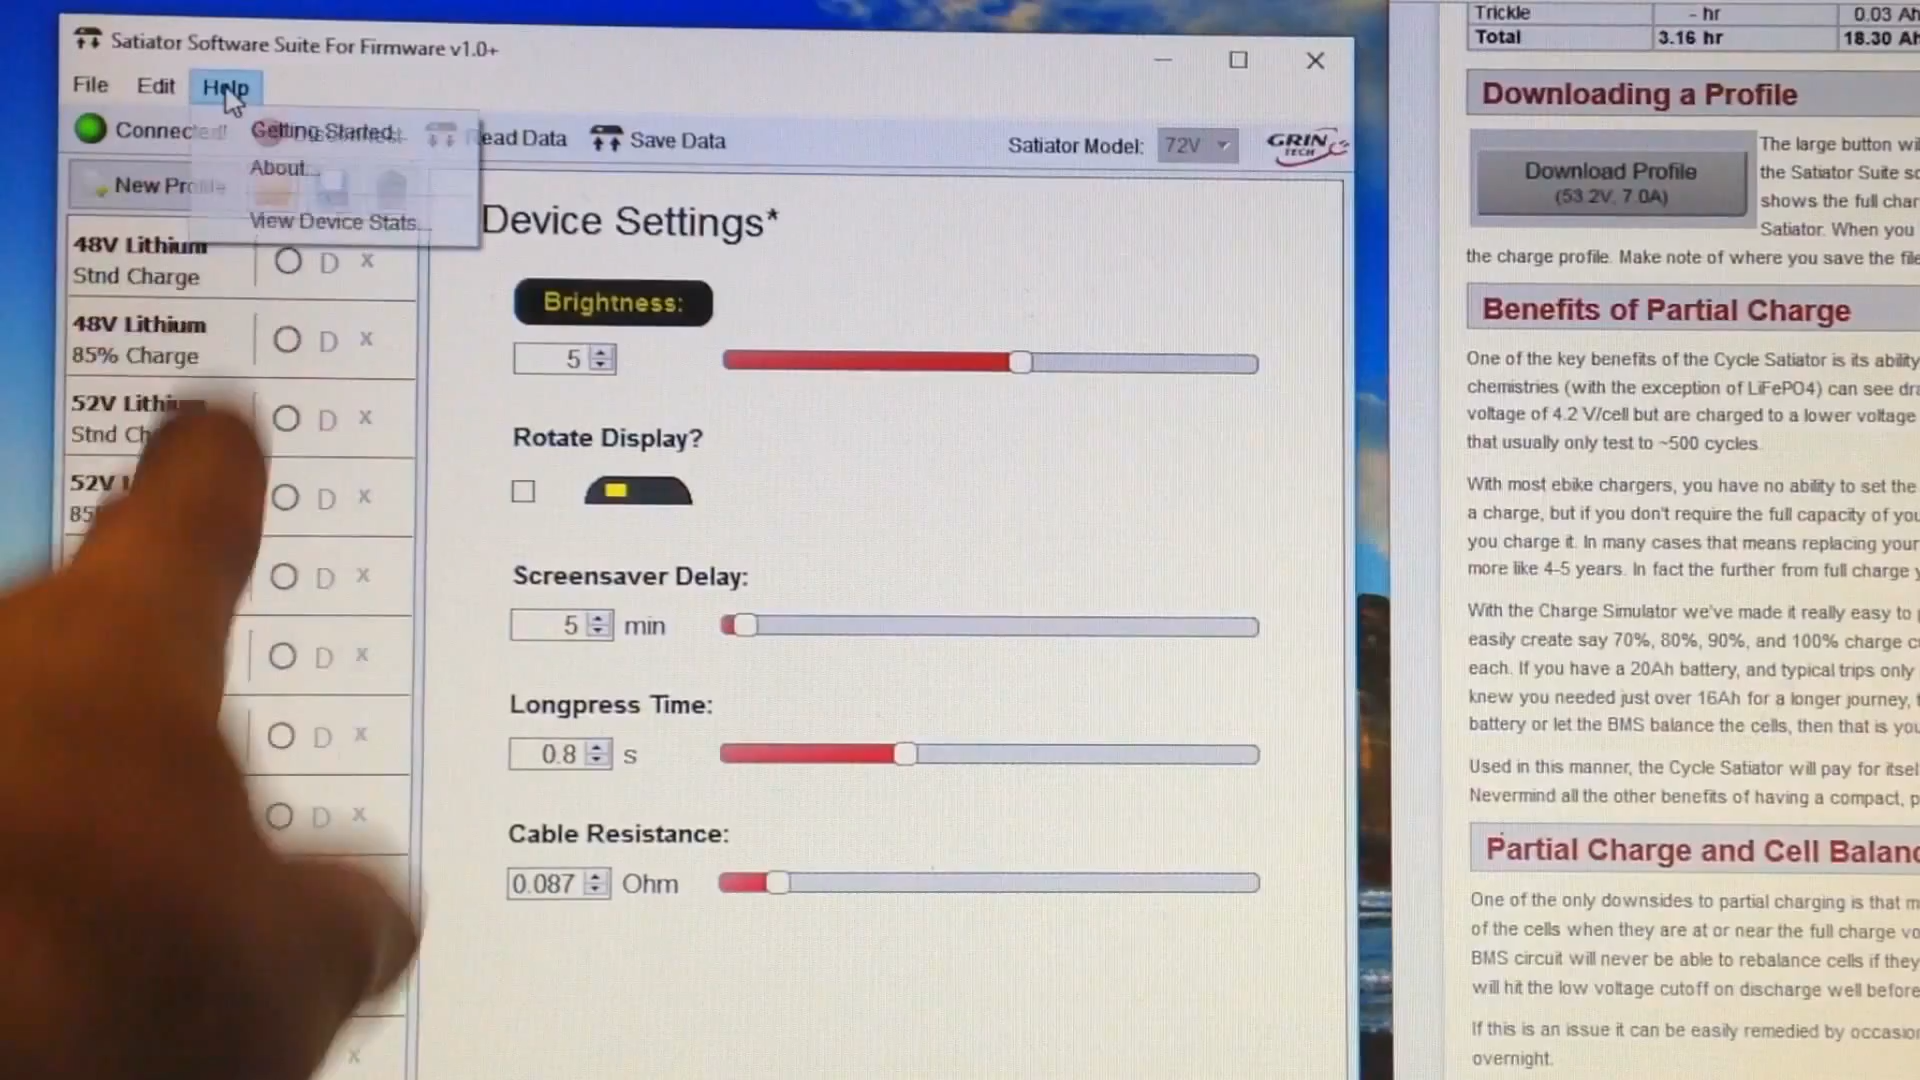 Satiator Software Suite For Firmware v1.0+
File Edit Help
Connected! Read Data Save Data Satiator Model: 72V GRIN TECH
Getting Started...
About...
View Device Stats...
New Profile
48V Lithium
Stnd Charge
D x
48V Lithium
85% Charge
D x
52V Lithium
Stnd Ch
D x
52V
85
D x
D x
D x
D x
D x
x
Device Settings*
Brightness:
5
Rotate Display?
Screensaver Delay:
5 min
Longpress Time:
0.8 s
Cable Resistance:
0.087 Ohm
Trickle - hr 0.03 Ah
Total 3.16 hr 18.30 Ah
Downloading a Profile
Download Profile
(53.2V, 7.0A)
The large button wi
the Satiator Suite so
shows the full char
Satiator. When you
the charge profile. Make note of where you save the file
Benefits of Partial Charge
One of the key benefits of the Cycle Satiator is its ability
chemistries (with the exception of LiFePO4) can see dra
voltage of 4.2 V/cell but are charged to a lower voltage
that usually only test to ~500 cycles.
With most ebike chargers, you have no ability to set the
a charge, but if you don't require the full capacity of you
you charge it. In many cases that means replacing your
more like 4-5 years. In fact the further from full charge y
With the Charge Simulator we've made it really easy to p
easily create say 70%, 80%, 90%, and 100% charge c
each. If you have a 20Ah battery, and typical trips only
knew you needed just over 16Ah for a longer journey, t
battery or let the BMS balance the cells, then that is you
Used in this manner, the Cycle Satiator will pay for itsel
Nevermind all the other benefits of having a compact, p
Partial Charge and Cell Balanc
One of the only downsides to partial charging is that m
of the cells when they are at or near the full charge vo
BMS circuit will never be able to rebalance cells if they
will hit the low voltage cutoff on discharge well before
If this is an issue it can be easily remedied by occasion
overnight.